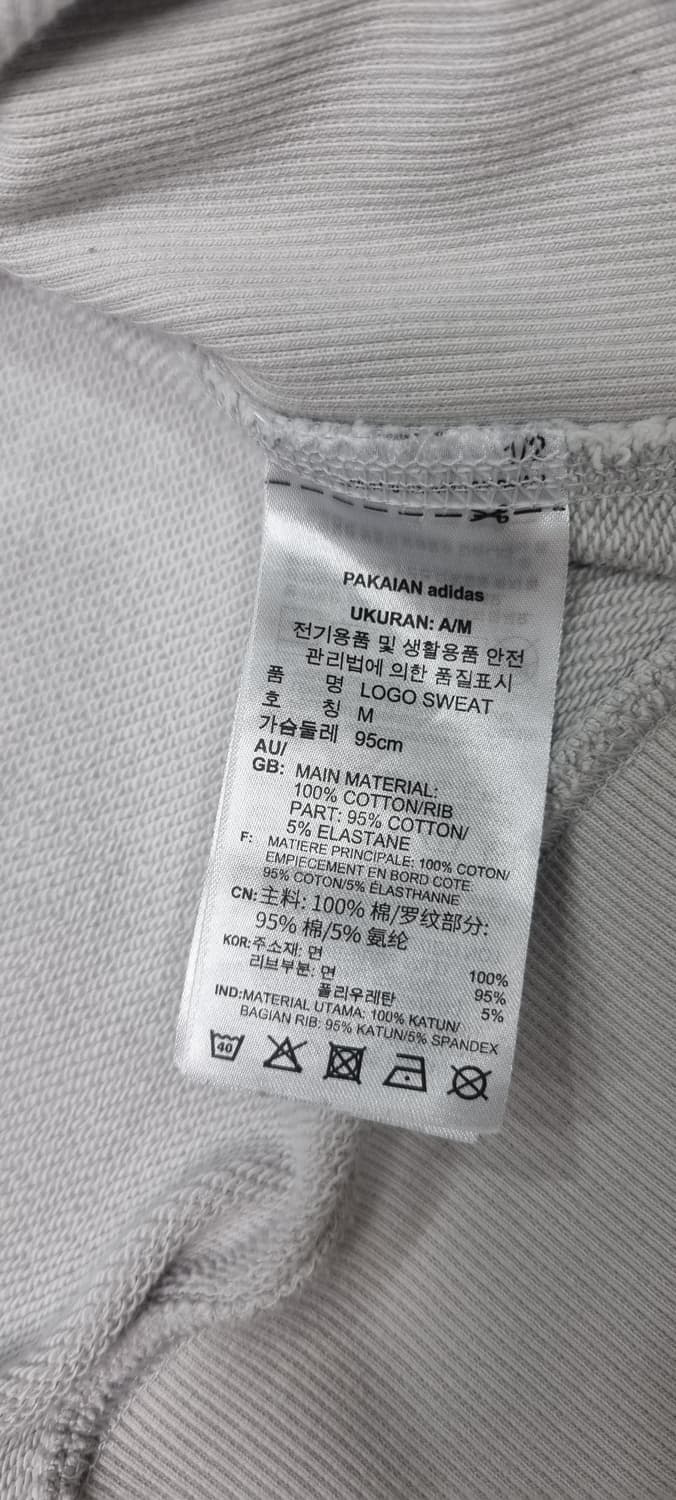 1/2
PAKAIAN adidas
UKURAN: A/M
전기용품 및 생활용품 안전
관리법에 의한 품질표시
품 명 LOGO SWEAT
호 칭 M
가슴둘레 95cm
AU/
GB: MAIN MATERIAL:
100% COTTON/RIB
PART: 95% COTTON/
5% ELASTANE
F: MATIERE PRINCIPALE: 100% COTON/
EMPIECEMENT EN BORD COTE:
95% COTON/5% ÉLASTHANNE
CN: 主料: 100% 棉/罗纹部分:
95% 棉/5% 氨纶
KOR: 주소재: 면 100%
리브부분: 면 95%
폴리우레탄 5%
IND: MATERIAL UTAMA: 100% KATUN/
BAGIAN RIB: 95% KATUN/5% SPANDEX
40